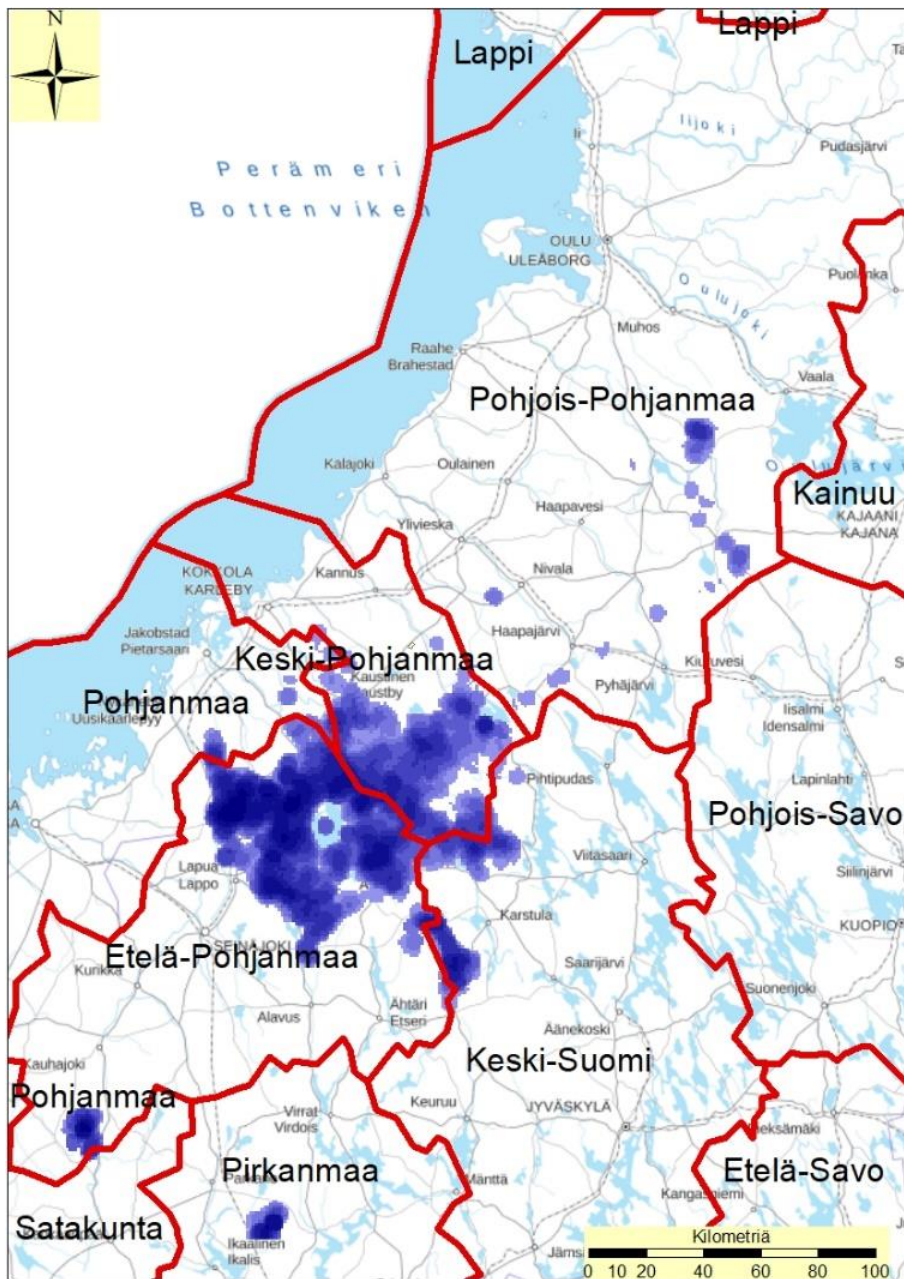 N
Lappi
Lappi
Ii
Iijoki
Pudasjärvi
Perämeri
Bottenviken
OULU
ULEÅBORG
Puolanka
Oulujoki
Muhos
Raahe
Brahestad
Vaala
Pohjois-Pohjanmaa
Kalajoki
Oulainen
Kainuu
Haapavesi
KAJAANI
KAJANA
Ylivieska
KOKKOLA
KARLEBY
Kannus
Nivala
Jakobstad
Pietarsaari
Haapajärvi
Keski-Pohjanmaa
Kaustinen
Kiuruvesi
Pyhäjärvi
Pohjanmaa
Uusikaarlepyy
Iisalmi
Idensalmi
Pihtipudas
Lapinlahti
Pohjois-Savo
Viitasaari
Lapua
Lappo
Siilinjärvi
Karstula
KUOPIO
SEINÄJOKI
Etelä-Pohjanmaa
Kurikka
Saarijärvi
Suonenjoki
Alavus
Ähtäri
Etseri
Äänekoski
Kauhajoki
Keski-Suomi
Pohjanmaa
Virrat
Virdois
Keuruu
JYVÄSKYLÄ
Pirkanmaa
Mänttä
Etelä-Savo
Kangasniemi
Satakunta
Ikaalinen
Ikalis
Jämsä
Kilometriä
0 10 20 40 60 80 100